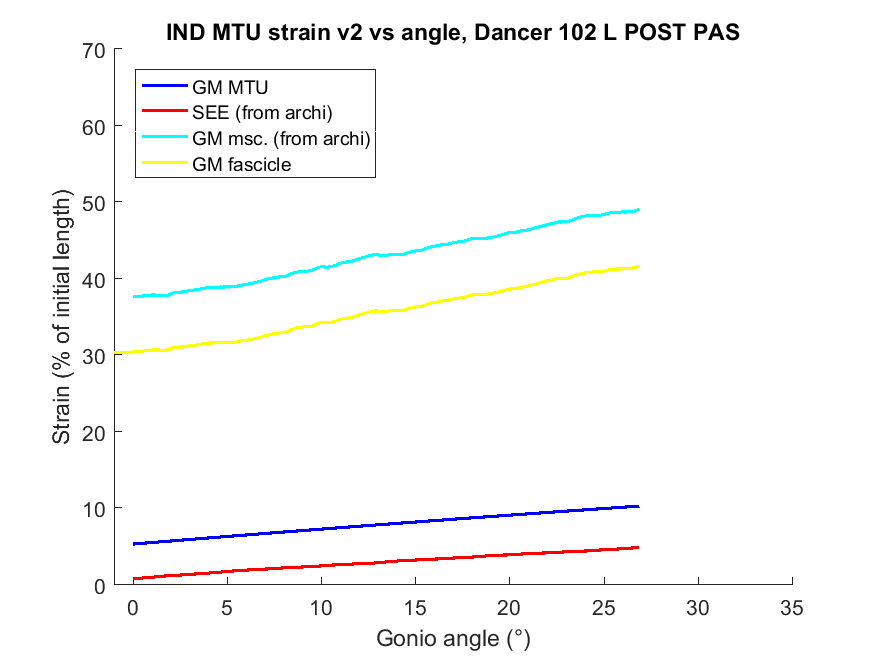 IND MTU strain v2 vs angle, Dancer 102 L POST PAS
70
60
50
40
30
20
10
0
Strain (% of initial length)
GM MTU
SEE (from archi)
GM msc. (from archi)
GM fascicle
0 5 10 15 20 25 30 35
Gonio angle (°)